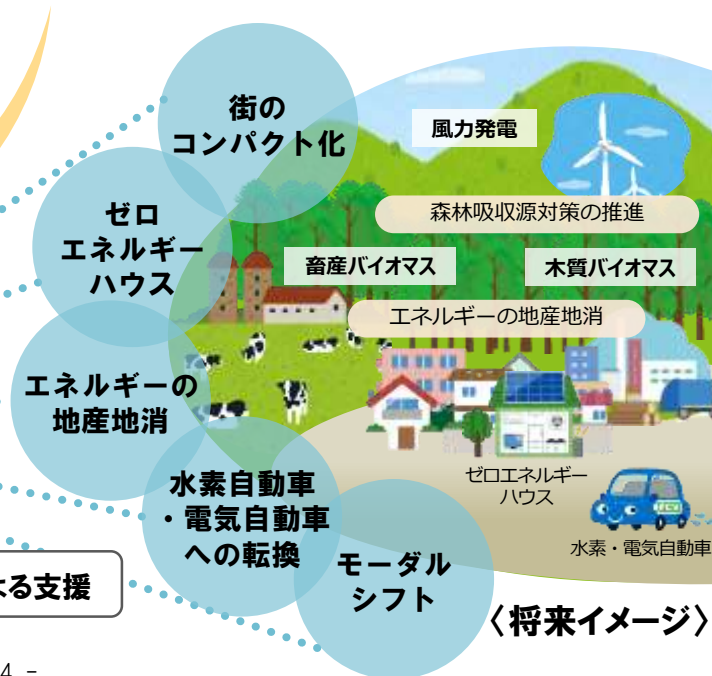 街の
コンパクト化
風力発電
森林吸収源対策の推進
ゼロ
エネルギー
ハウス
畜産バイオマス
木質バイオマス
エネルギーの地産地消
エネルギーの
地産地消
水素自動車
・電気自動車
への転換
ゼロエネルギー
ハウス
FCV
水素・電気自動車
モーダル
シフト
よる支援
〈将来イメージ〉
4 -